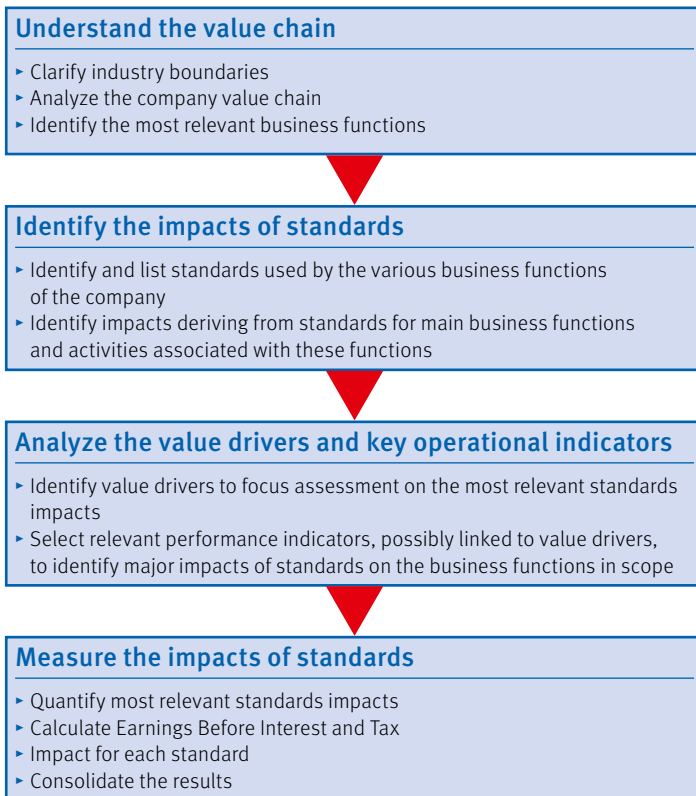 Understand the value chain
▸ Clarify industry boundaries
▸ Analyze the company value chain
▸ Identify the most relevant business functions
Identify the impacts of standards
▸ Identify and list standards used by the various business functions
of the company
▸ Identify impacts deriving from standards for main business functions
and activities associated with these functions
Analyze the value drivers and key operational indicators
▸ Identify value drivers to focus assessment on the most relevant standards
impacts
▸ Select relevant performance indicators, possibly linked to value drivers,
to identify major impacts of standards on the business functions in scope
Measure the impacts of standards
▸ Quantify most relevant standards impacts
▸ Calculate Earnings Before Interest and Tax
▸ Impact for each standard
▸ Consolidate the results